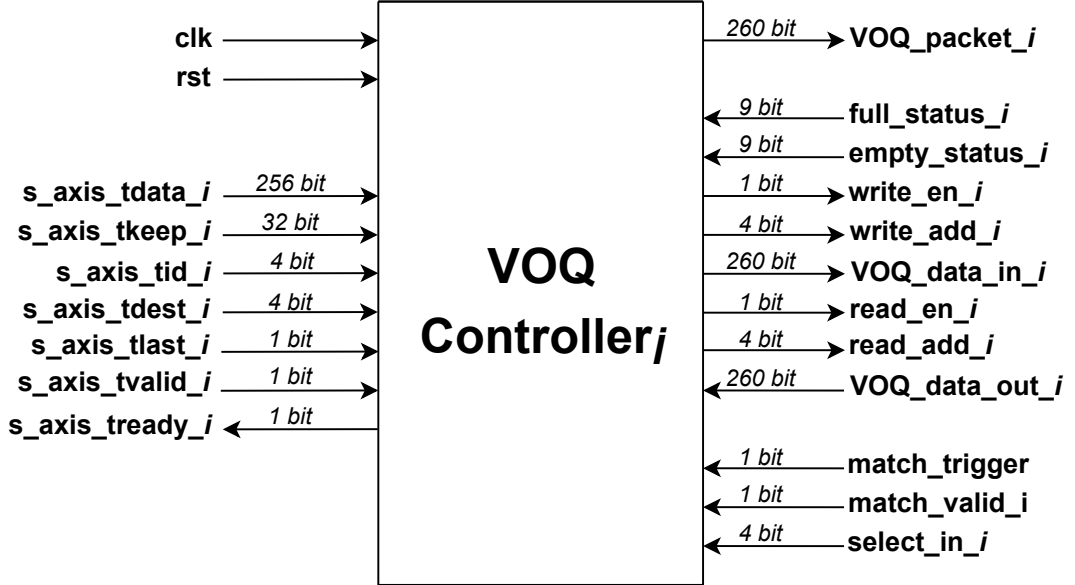 clk
rst
s_axis_tdata_i 256 bit
s_axis_tkeep_i 32 bit
s_axis_tid_i 4 bit
s_axis_tdest_i 4 bit
s_axis_tlast_i 1 bit
s_axis_tvalid_i 1 bit
s_axis_tready_i 1 bit
VOQ
Controlleri
260 bit VOQ_packet_i
9 bit full_status_i
9 bit empty_status_i
1 bit write_en_i
4 bit write_add_i
260 bit VOQ_data_in_i
1 bit read_en_i
4 bit read_add_i
260 bit VOQ_data_out_i
1 bit match_trigger
1 bit match_valid_i
4 bit select_in_i